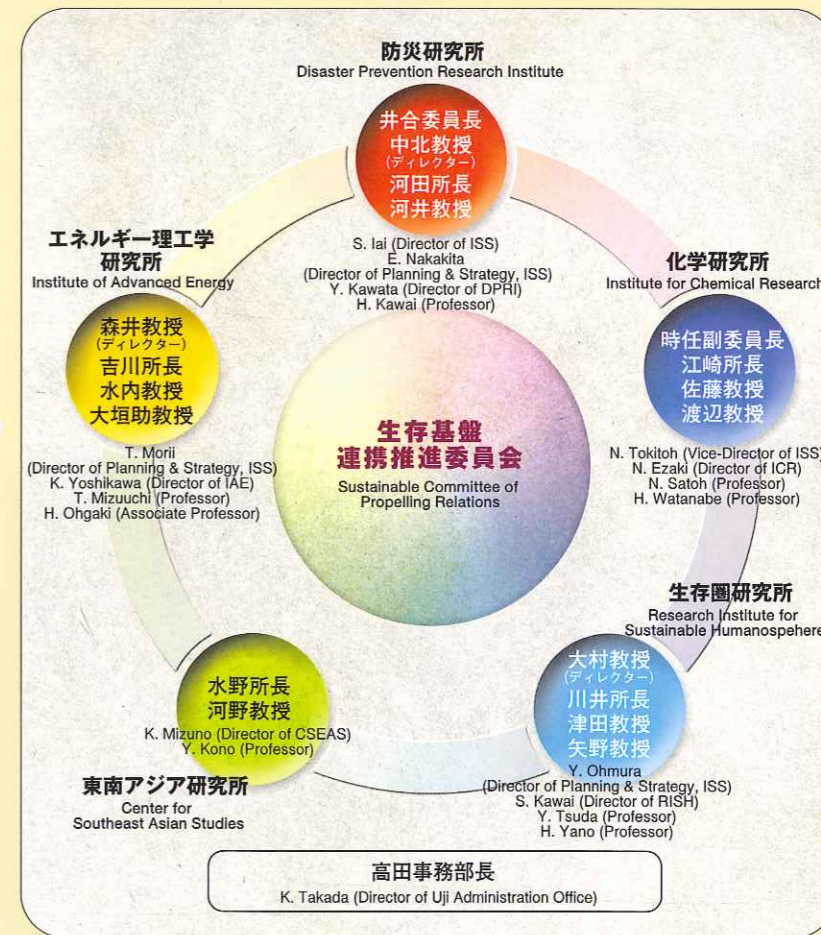 防災研究所
Disaster Prevention Research Institute
井合委員長
中北教授
(ディレクター)
河田所長
河井教授
S. Iai (Director of ISS)
E. Nakakita
(Director of Planning & Strategy, ISS)
Y. Kawata (Director of DPRI)
H. Kawai (Professor)
エネルギー理工学
研究所
Institute of Advanced Energy
森井教授
(ディレクター)
吉川所長
水内教授
大垣助教授
T. Morii
(Director of Planning & Strategy, ISS)
K. Yoshikawa (Director of IAE)
T. Mizuuchi (Professor)
H. Ohgaki (Associate Professor)
化学研究所
Institute for Chemical Research
時任副委員長
江崎所長
佐藤教授
渡辺教授
N. Tokitoh (Vice-Director of ISS)
N. Ezaki (Director of ICR)
N. Satoh (Professor)
H. Watanabe (Professor)
生存基盤
連携推進委員会
Sustainable Committee of
Propelling Relations
生存圏研究所
Research Institute for
Sustainable Humanospehere
大村教授
(ディレクター)
川井所長
津田教授
矢野教授
Y. Ohmura
(Director of Planning & Strategy, ISS)
S. Kawai (Director of RISH)
Y. Tsuda (Professor)
H. Yano (Professor)
水野所長
河野教授
K. Mizuno (Director of CSEAS)
Y. Kono (Professor)
東南アジア研究所
Center for
Southeast Asian Studies
高田事務部長
K. Takada (Director of Uji Administration Office)